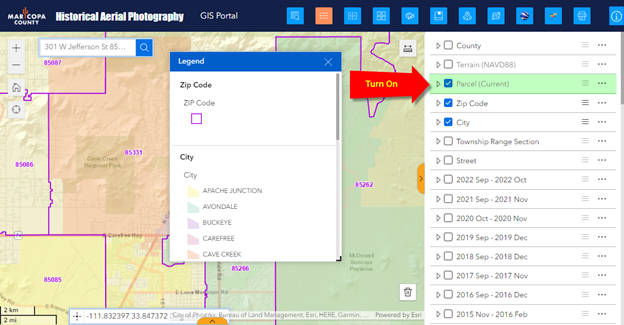 MARICOPA
COUNTY
Historical Aerial Photography
GIS Portal
301 W Jefferson St 85...
85087
85331
85086
Cave Creek
Regional Park
85262
E Carefree Hwy
85085
85266
E Lone Mountain Rd
McDowell
Sonoran
Preserve
2 km
2 mi
-111.832397 33.847372
City of Phoenix, Bureau of Land Management, Esri, HERE, Garmin, ...
Powered by Esri
Legend
Zip Code
ZIP Code
City
City
APACHE JUNCTION
AVONDALE
BUCKEYE
CAREFREE
CAVE CREEK
Turn On
County
Terrain (NAVD88)
Parcel (Current)
Zip Code
City
Township Range Section
Street
2022 Sep - 2022 Oct
2021 Sep - 2021 Nov
2020 Oct - 2020 Nov
2019 Sep - 2019 Dec
2018 Sep - 2018 Dec
2017 Sep - 2017 Nov
2016 Sep - 2016 Dec
2015 Nov - 2016 Feb